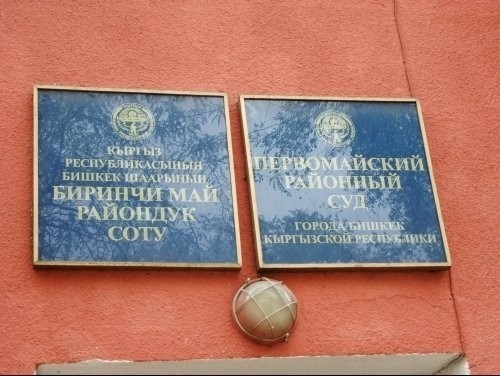 КЫРГЫЗ
РЕСПУБЛИКАСЫНЫН
БИШКЕК ШААРЫНЫН
БИРИНЧИ МАЙ
РАЙОНДУК
СОТУ
ПЕРВОМАЙСКИЙ
РАЙОННЫЙ
СУД
ГОРОДА БИШКЕК
КЫРГЫЗСКОЙ РЕСПУБЛИКИ